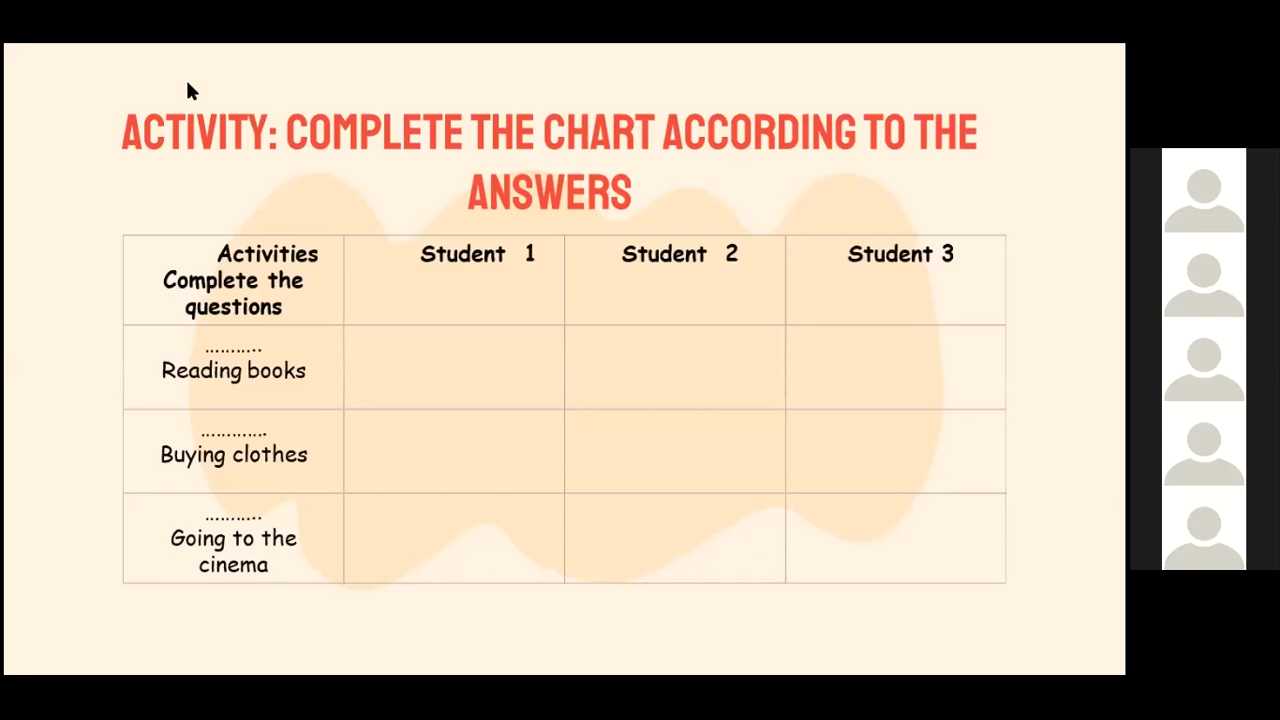 ACTIVITY: COMPLETE THE CHART ACCORDING TO THE
ANSWERS
Activities
Complete the
questions
Student 1
Student 2
Student 3
………..
Reading books
………….
Buying clothes
………..
Going to the
cinema